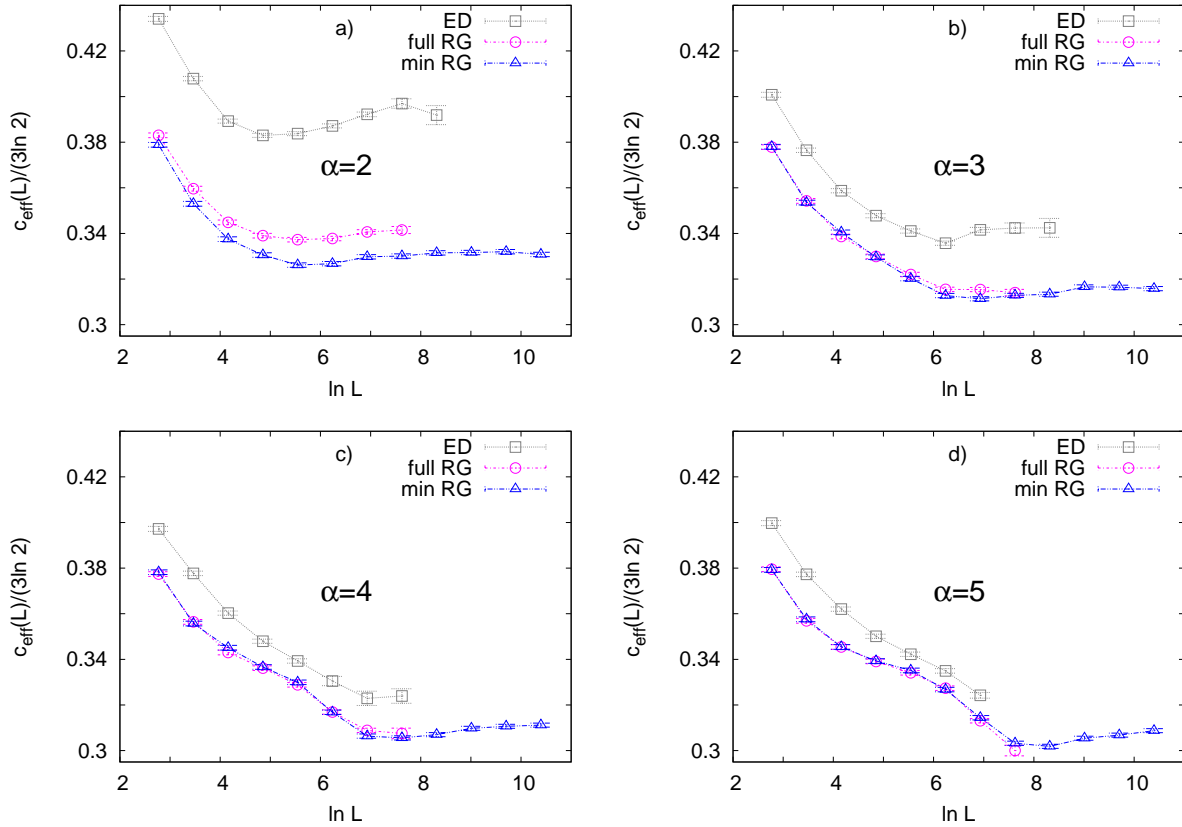 a)
ED
full RG
min RG
α=2
c_eff(L)/(3ln 2)
0.42
0.38
0.34
0.3
2 4 6 8 10
ln L
b)
ED
full RG
min RG
α=3
c_eff(L)/(3ln 2)
0.42
0.38
0.34
0.3
2 4 6 8 10
ln L
c)
ED
full RG
min RG
α=4
c_eff(L)/(3ln 2)
0.42
0.38
0.34
0.3
2 4 6 8 10
ln L
d)
ED
full RG
min RG
α=5
c_eff(L)/(3ln 2)
0.42
0.38
0.34
0.3
2 4 6 8 10
ln L